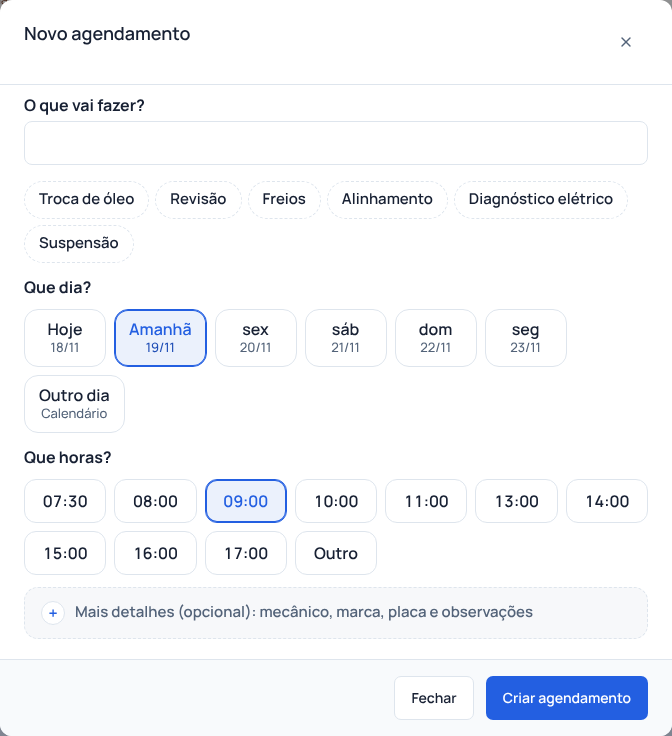 Novo agendamento
O que vai fazer?
Troca de óleo Revisão Freios Alinhamento Diagnóstico elétrico
Suspensão
Que dia?
Hoje Amanhã sex sáb dom seg
18/11 19/11 20/11 21/11 22/11 23/11
Outro dia
Calendário
Que horas?
07:30 08:00 09:00 10:00 11:00 13:00 14:00
15:00 16:00 17:00 Outro
Mais detalhes (opcional): mecânico, marca, placa e observações
Fechar Criar agendamento